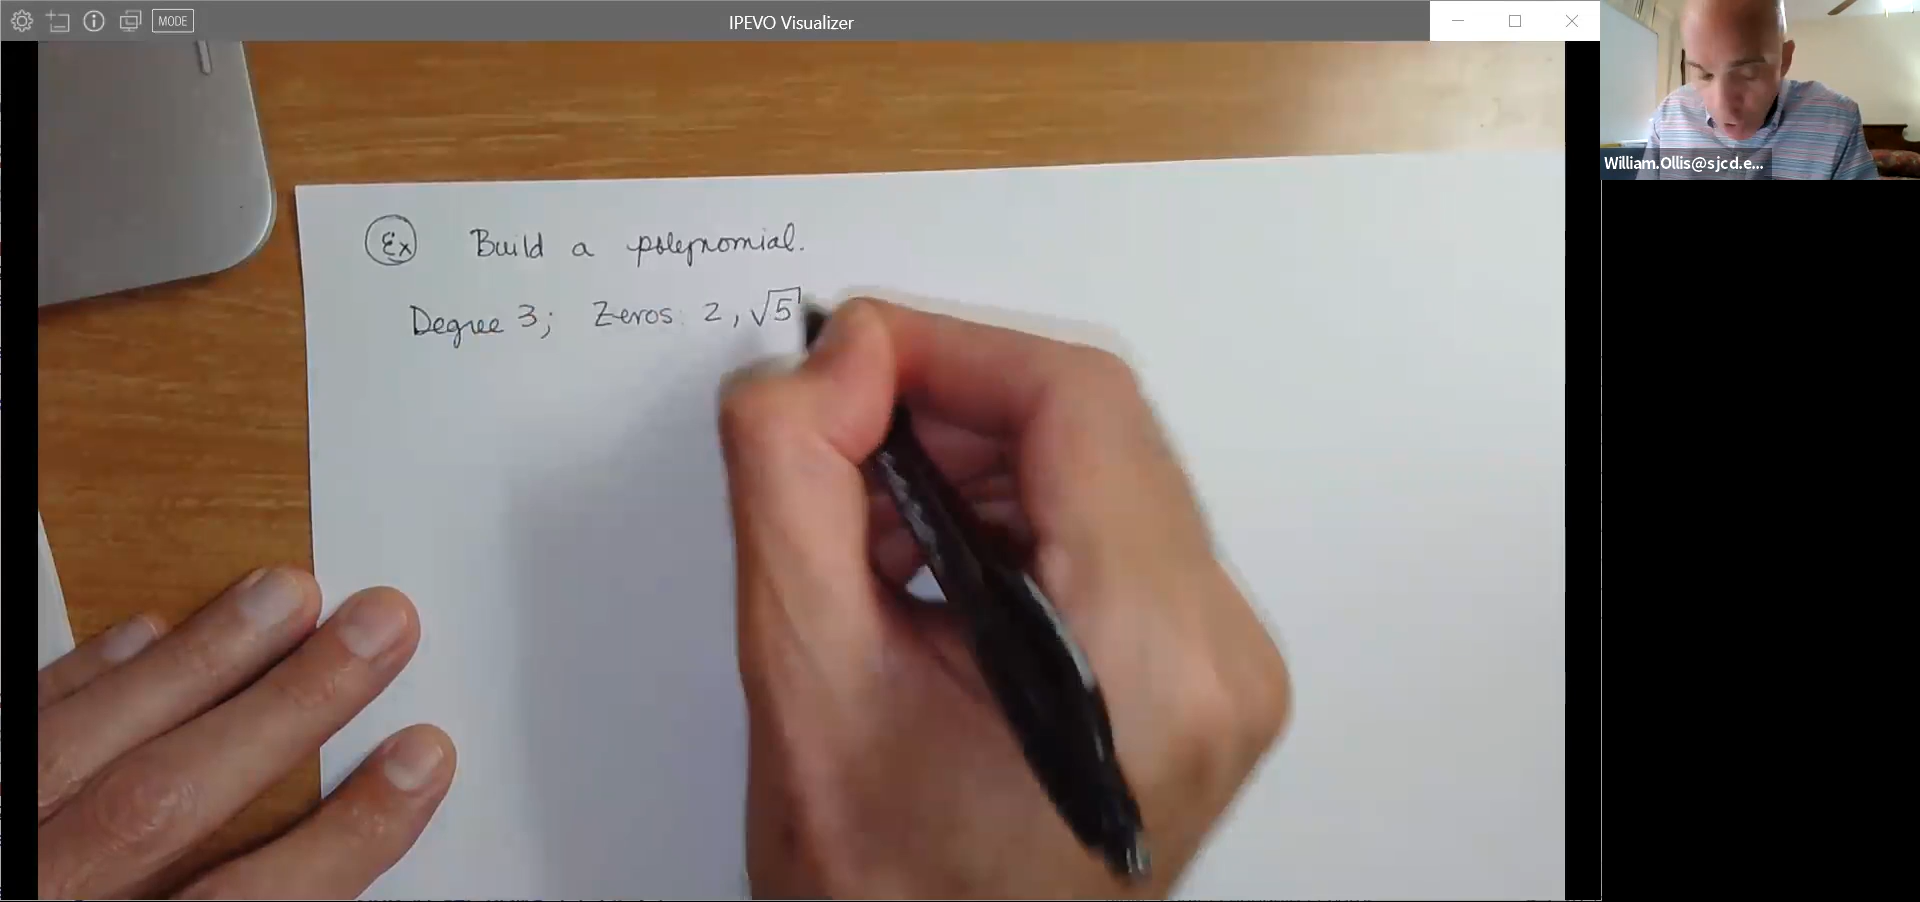 MODE
IPEVO Visualizer
William.Ollis@sjcd.e...
Ex Build a polynomial.
Degree 3; Zeros: 2, √5